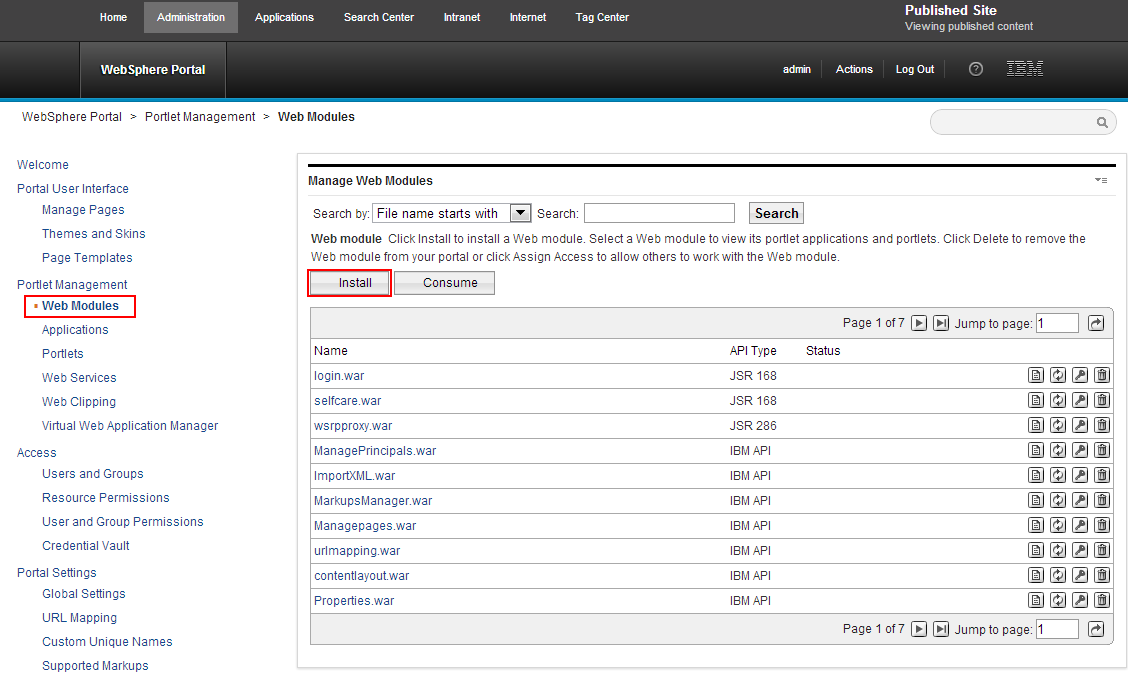 Home Administration Applications Search Center Intranet Internet Tag Center
Published Site
Viewing published content
WebSphere Portal
admin Actions Log Out ? IBM
WebSphere Portal > Portlet Management > Web Modules
Welcome
Portal User Interface
Manage Pages
Themes and Skins
Page Templates
Portlet Management
Web Modules
Applications
Portlets
Web Services
Web Clipping
Virtual Web Application Manager
Access
Users and Groups
Resource Permissions
User and Group Permissions
Credential Vault
Portal Settings
Global Settings
URL Mapping
Custom Unique Names
Supported Markups
Manage Web Modules
Search by: File name starts with Search: Search
Web module Click Install to install a Web module. Select a Web module to view its portlet applications and portlets. Click Delete to remove the
Web module from your portal or click Assign Access to allow others to work with the Web module.
Install Consume
Page 1 of 7 Jump to page: 1
Name API Type Status
login.war JSR 168
selfcare.war JSR 168
wsrpproxy.war JSR 286
ManagePrincipals.war IBM API
ImportXML.war IBM API
MarkupsManager.war IBM API
Managepages.war IBM API
urlmapping.war IBM API
contentlayout.war IBM API
Properties.war IBM API
Page 1 of 7 Jump to page: 1